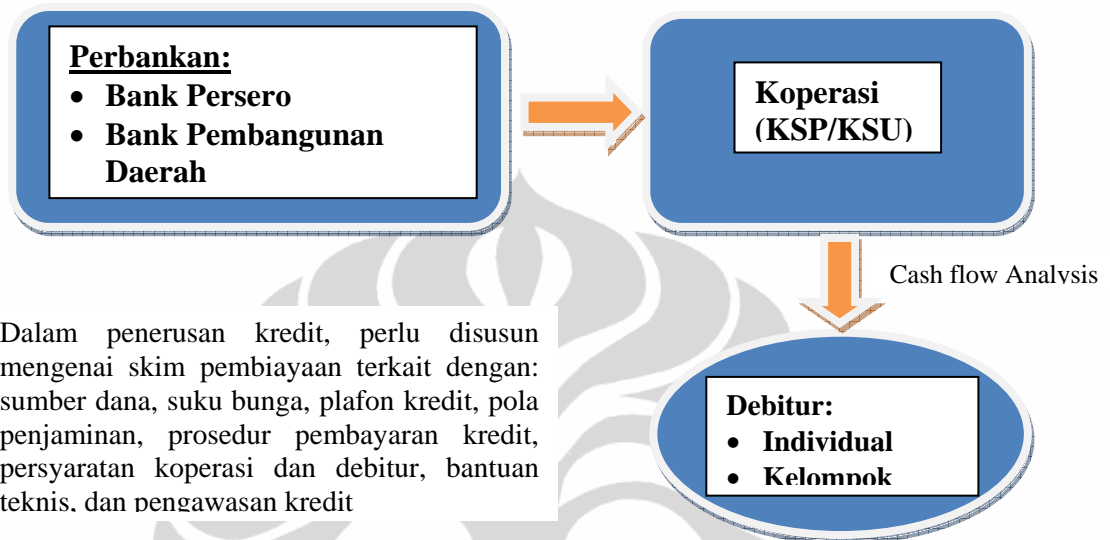 Perbankan:
• Bank Persero
• Bank Pembangunan
Daerah
Koperasi
(KSP/KSU)
Cash flow Analysis
Dalam penerusan kredit, perlu disusun
mengenai skim pembiayaan terkait dengan:
sumber dana, suku bunga, plafon kredit, pola
penjaminan, prosedur pembayaran kredit,
persyaratan koperasi dan debitur, bantuan
teknis, dan pengawasan kredit
Debitur:
• Individual
• Kelompok